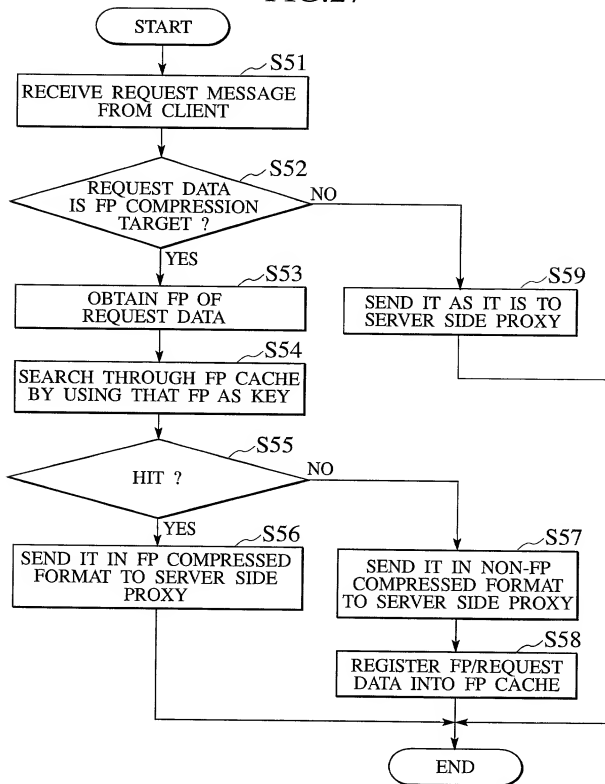 START
S51
RECEIVE REQUEST MESSAGE
FROM CLIENT
S52
REQUEST DATA
IS FP COMPRESSION
TARGET ?
NO
YES
S53
OBTAIN FP OF
REQUEST DATA
S59
SEND IT AS IT IS TO
SERVER SIDE PROXY
S54
SEARCH THROUGH FP CACHE
BY USING THAT FP AS KEY
S55
HIT ?
NO
YES
S56
SEND IT IN FP COMPRESSED
FORMAT TO SERVER SIDE
PROXY
S57
SEND IT IN NON-FP
COMPRESSED FORMAT
TO SERVER SIDE PROXY
S58
REGISTER FP/REQUEST
DATA INTO FP CACHE
END